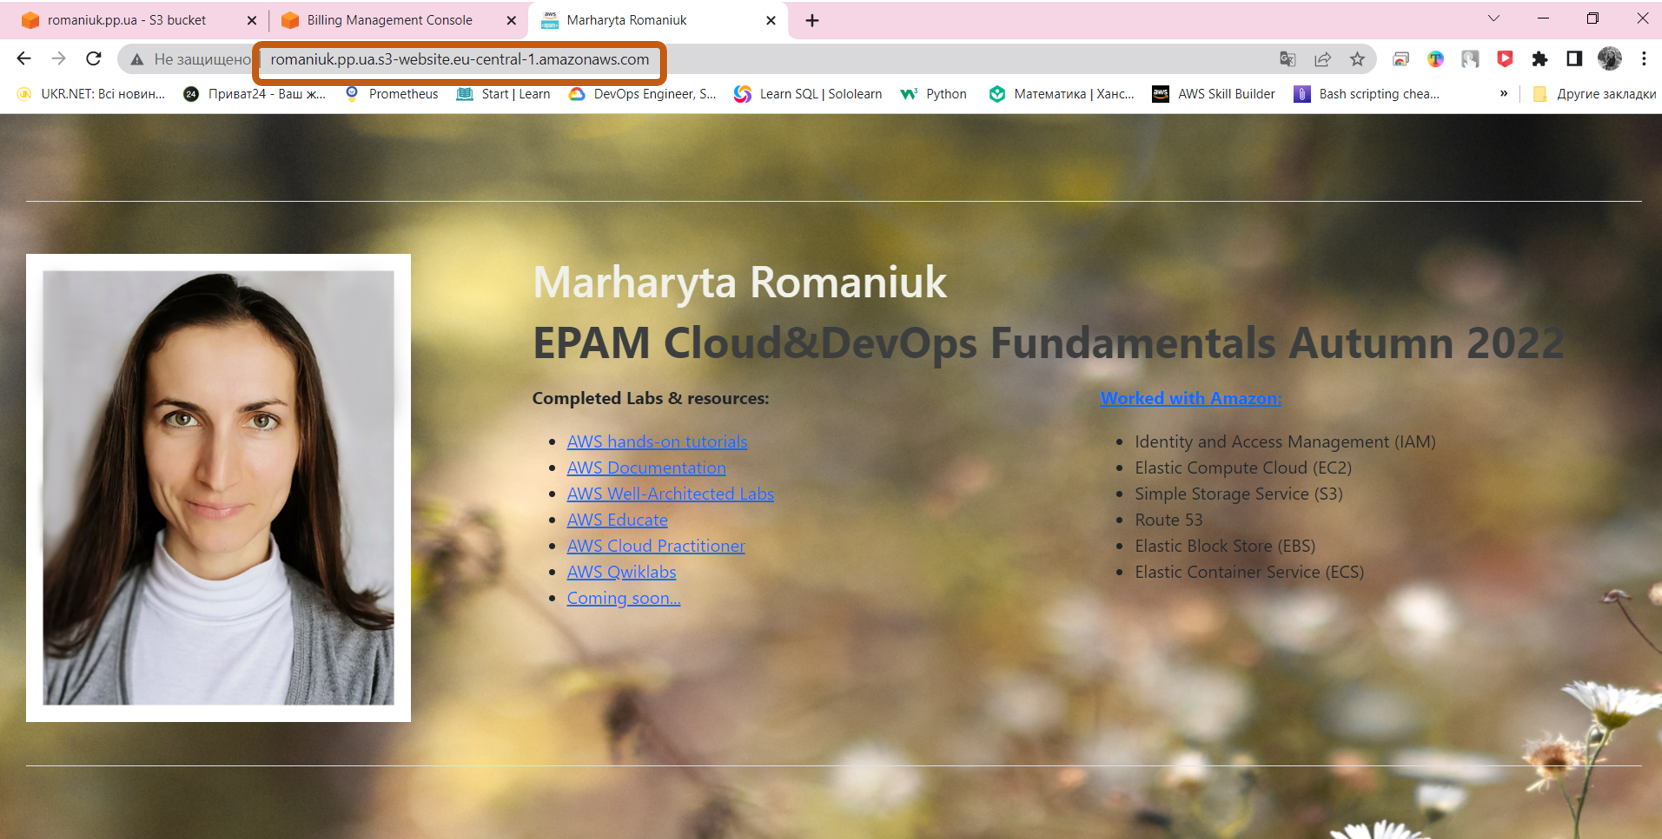 romaniuk.pp.ua - S3 bucket
Billing Management Console
Marharyta Romaniuk
Не защищено
romaniuk.pp.ua.s3-website.eu-central-1.amazonaws.com
UKR.NET: Всі новин...
24
Приват24 - Ваш ж...
Prometheus
Start | Learn
DevOps Engineer, S...
Learn SQL | Sololearn
Python
Математика | Ханс...
aws
AWS Skill Builder
Bash scripting chea...
»
Другие закладки
Marharyta Romaniuk
EPAM Cloud&DevOps Fundamentals Autumn 2022
Completed Labs & resources:
AWS hands-on tutorials
AWS Documentation
AWS Well-Architected Labs
AWS Educate
AWS Cloud Practitioner
AWS Qwiklabs
Coming soon...
Worked with Amazon:
Identity and Access Management (IAM)
Elastic Compute Cloud (EC2)
Simple Storage Service (S3)
Route 53
Elastic Block Store (EBS)
Elastic Container Service (ECS)